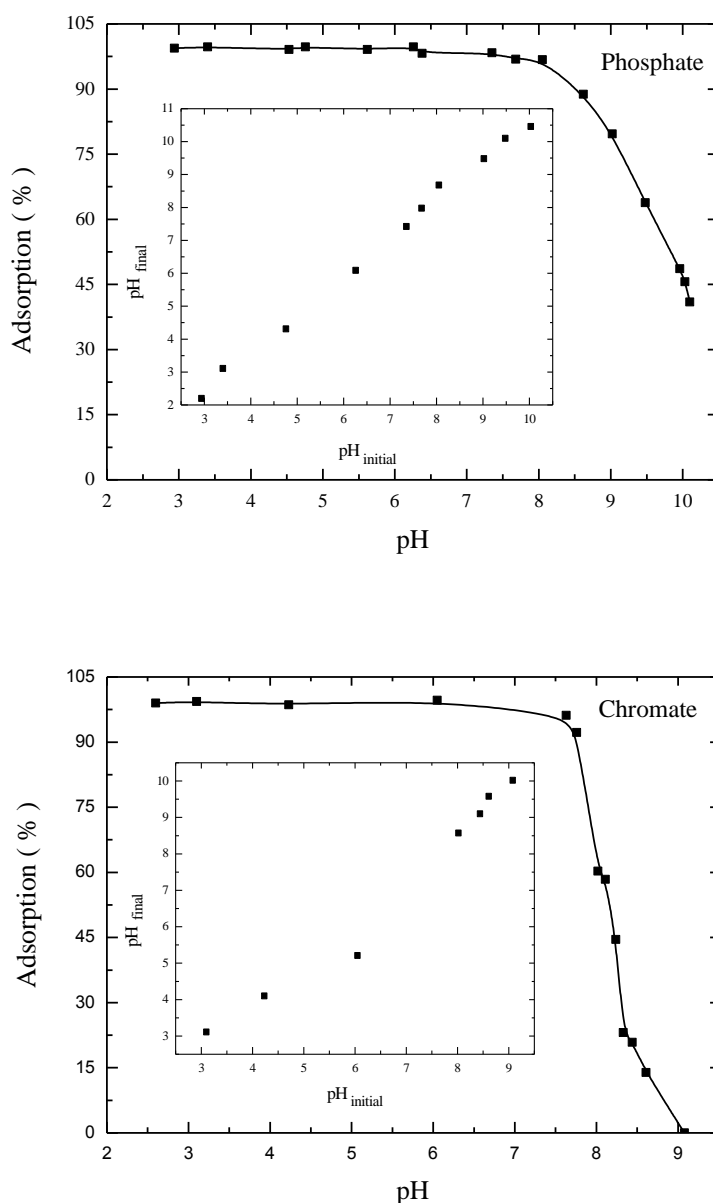 105
90
75
60
45
30
15
0
Adsorption ( % )
Phosphate
11
10
9
8
7
6
5
4
3
2
pH final
3 4 5 6 7 8 9 10
pH initial
2 3 4 5 6 7 8 9 10
pH
105
90
75
60
45
30
15
0
Adsorption ( % )
Chromate
10
9
8
7
6
5
4
3
pH final
3 4 5 6 7 8 9
pH initial
2 3 4 5 6 7 8 9
pH